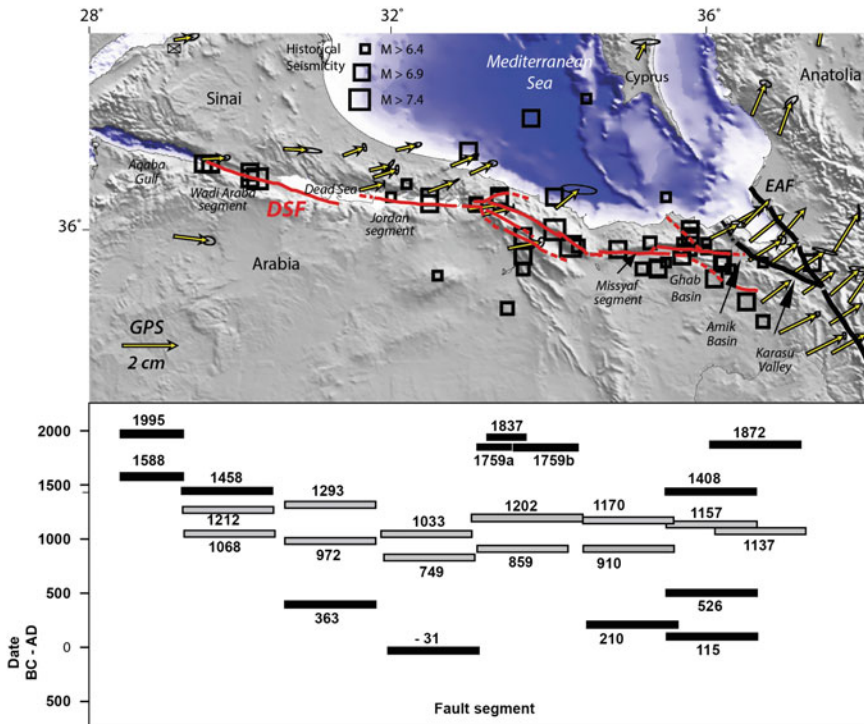 28
32
36
Historical
Seismicity
M > 6.4
M > 6.9
M > 7.4
Mediterranean
Sea
Cyprus
Anatolia
Sinai
Aqaba
Gulf
Wadi Araba
segment
DSF
Dead Sea
Jordan
segment
EAF
36
Arabia
Missyaf
segment
Ghab
Basin
Amik
Basin
Karasu
Valley
GPS
2 cm
2000
1500
1000
500
0
500
Date
BC - AD
1995
1588
1458
1212
1068
1293
972
363
1033
749
- 31
1837
1759a
1759b
1202
859
1170
910
210
1872
1408
1157
1137
526
115
Fault segment